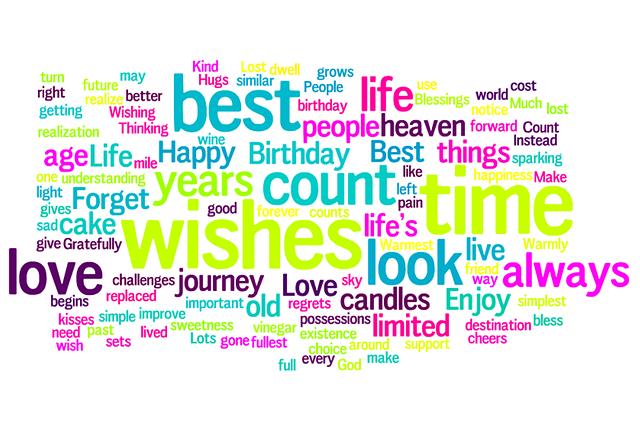 Kind Lost dwell
turn future may Hugs similar People grows
right realize better best birthday life use Blessings world cost
getting Wishing notice Much lost
realization Thinking wine people heaven forward Count Instead
age Life mile Happy Birthday Best things sparking
one understanding years count like time happiness Make
light Forget left
gives good forever counts pain
sad cake wishes life's
give Gratefully look Warmest live Warmly
love challenges journey Love sky friend way always
begins replaced important old regrets candles Enjoy simplest
kisses simple improve possessions limited destination bless
need past lived sweetness vinegar existence cheers
wish sets Lots gone fullest choice around support
full every God make